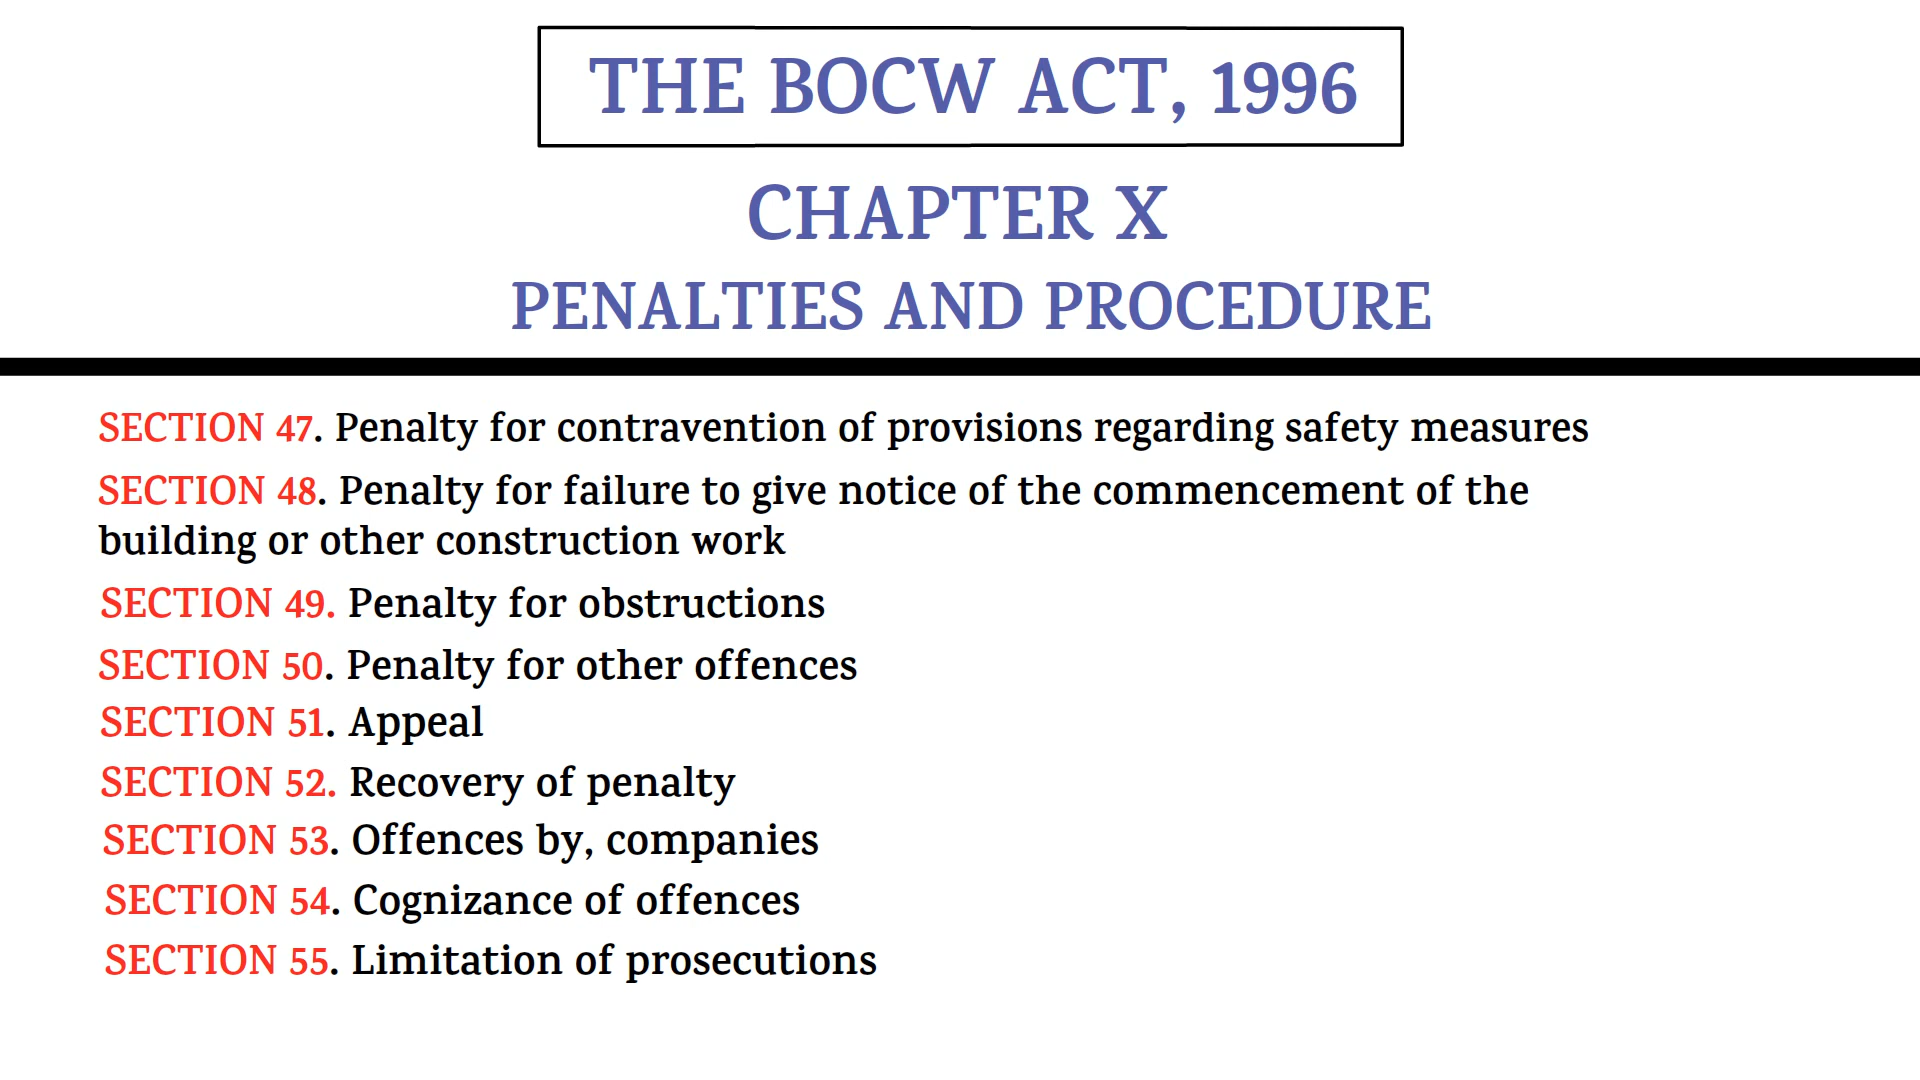 THE BOCW ACT, 1996
CHAPTER X
PENALTIES AND PROCEDURE
SECTION 47. Penalty for contravention of provisions regarding safety measures
SECTION 48. Penalty for failure to give notice of the commencement of the
building or other construction work
SECTION 49. Penalty for obstructions
SECTION 50. Penalty for other offences
SECTION 51. Appeal
SECTION 52. Recovery of penalty
SECTION 53. Offences by, companies
SECTION 54. Cognizance of offences
SECTION 55. Limitation of prosecutions